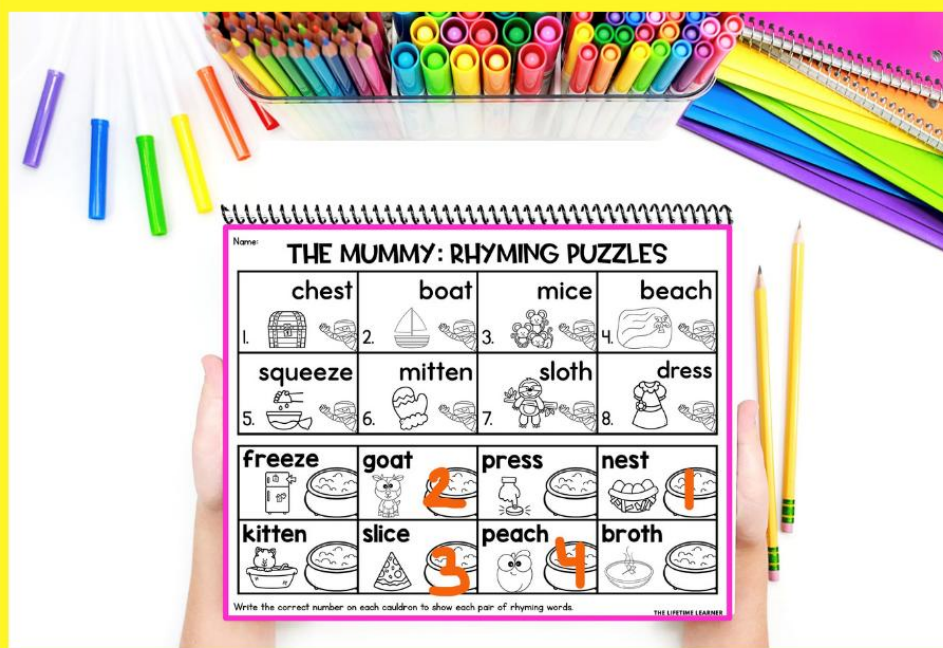 Name:
THE MUMMY: RHYMING PUZZLES
chest boat mice beach
1. 2. 3. 4.
squeeze mitten sloth dress
5. 6. 7. 8.
freeze goat press nest
2 1
kitten slice peach broth
3 4
Write the correct number on each cauldron to show each pair of rhyming words.
THE LIFETIME LEARNER